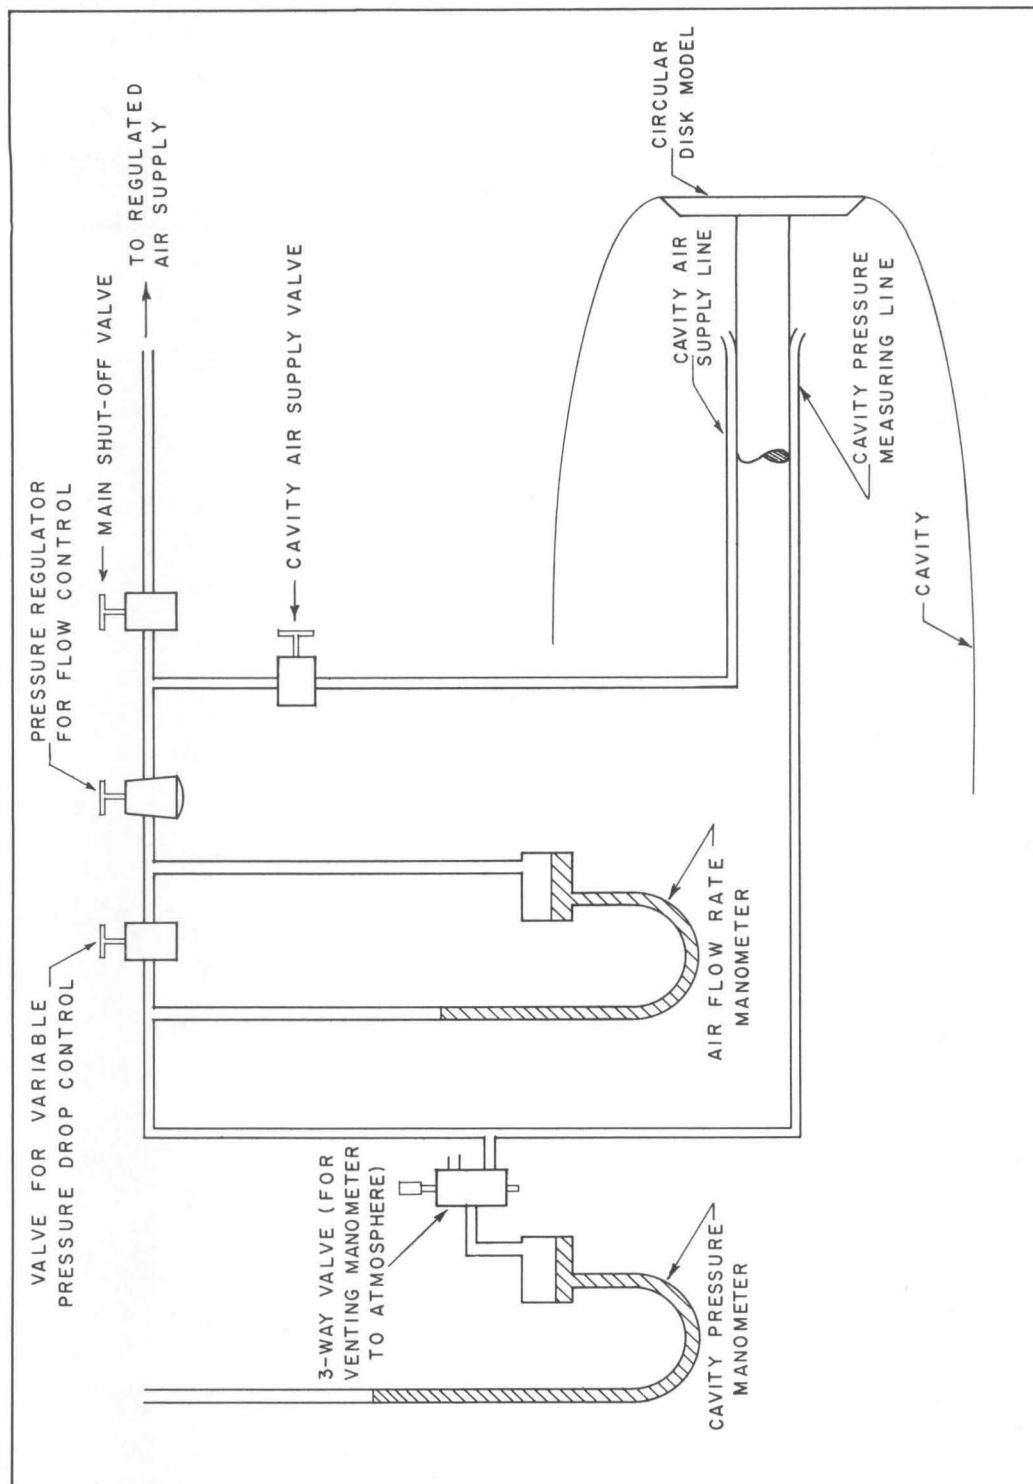 VALVE FOR VARIABLE
PRESSURE DROP CONTROL
PRESSURE REGULATOR
FOR FLOW CONTROL
MAIN SHUT-OFF VALVE
TO REGULATED
AIR SUPPLY
CAVITY AIR SUPPLY VALVE
3-WAY VALVE (FOR
VENTING MANOMETER
TO ATMOSPHERE)
CIRCULAR
DISK MODEL
CAVITY AIR
SUPPLY LINE
CAVITY PRESSURE
MANOMETER
AIR FLOW RATE
MANOMETER
CAVITY PRESSURE
MEASURING LINE
CAVITY